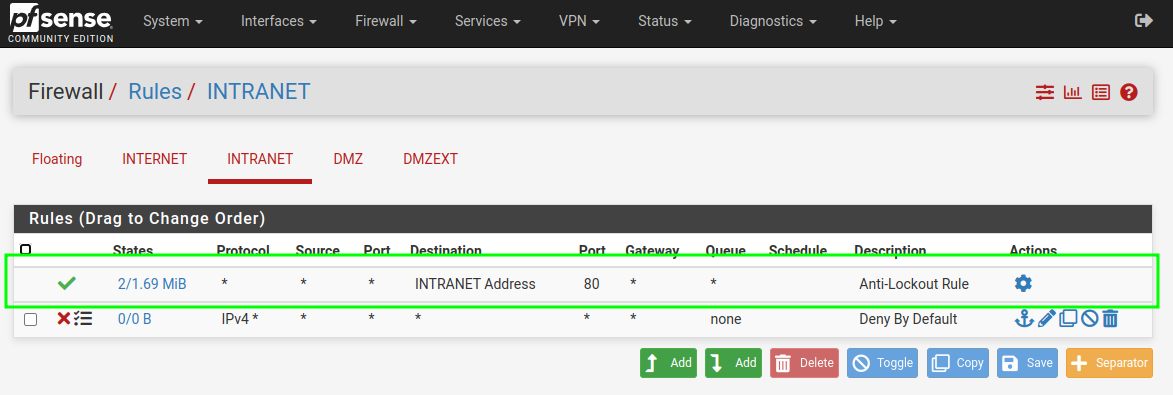 pfsense System Interfaces Firewall Services VPN Status Diagnostics Help
COMMUNITY EDITION
Firewall / Rules / INTRANET
Floating INTERNET INTRANET DMZ DMZEXT
Rules (Drag to Change Order)
States Protocol Source Port Destination Port Gateway Queue Schedule Description Actions
2/1.69 MiB * * * INTRANET Address 80 * * Anti-Lockout Rule
0/0 B IPv4 * * * * * * none Deny By Default
Add Add Delete Toggle Copy Save Separator